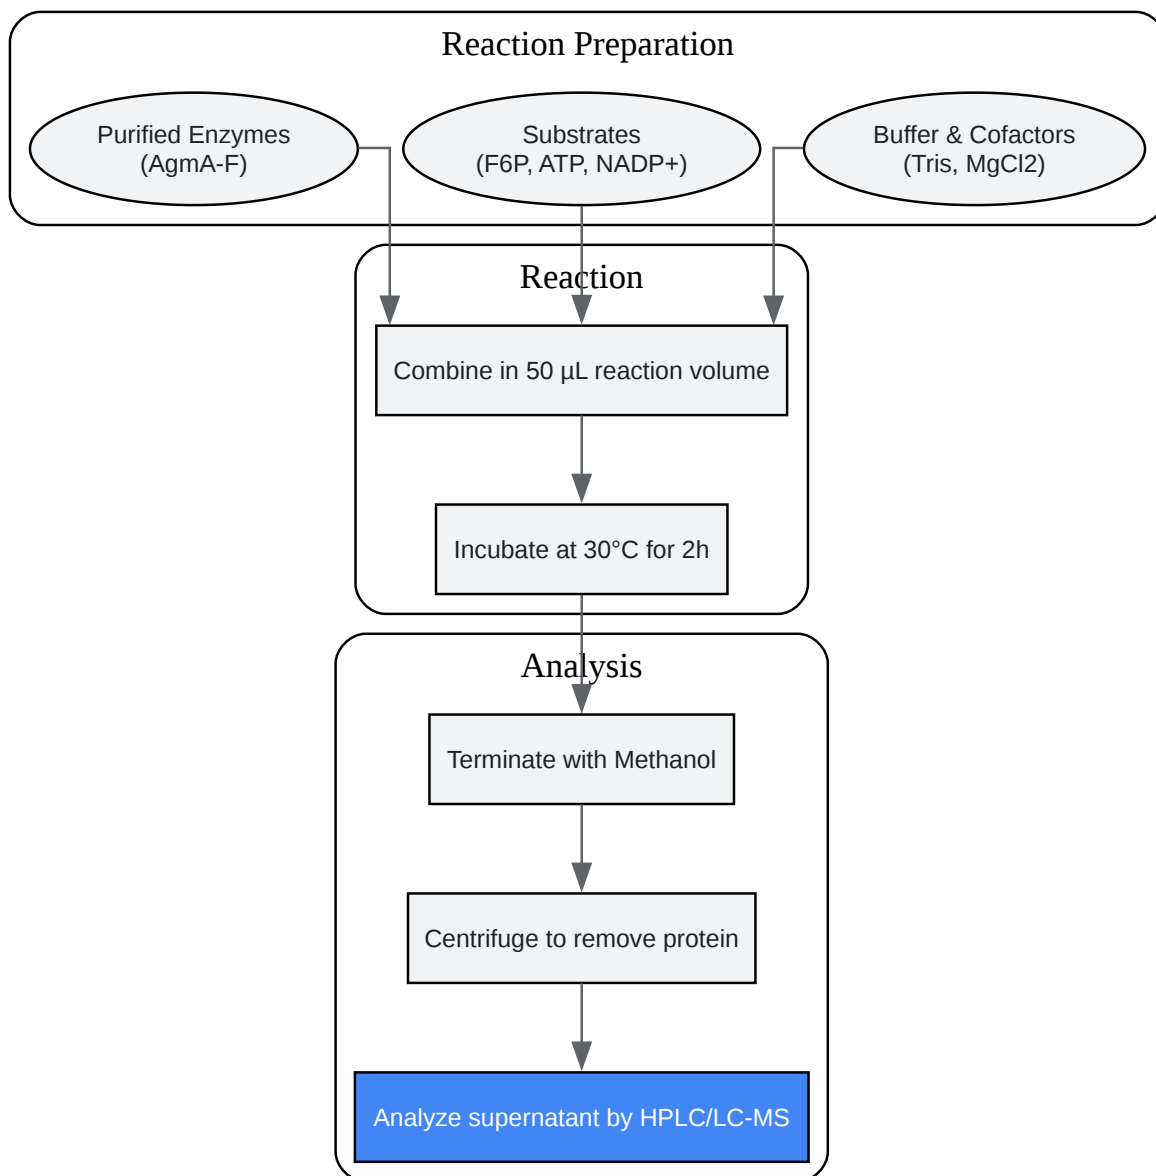 Reaction Preparation
Purified Enzymes
(AgmA-F)
Substrates
(F6P, ATP, NADP+)
Buffer & Cofactors
(Tris, MgCl2)
Reaction
Combine in 50 µL reaction volume
Incubate at 30°C for 2h
Analysis
Terminate with Methanol
Centrifuge to remove protein
Analyze supernatant by HPLC/LC-MS